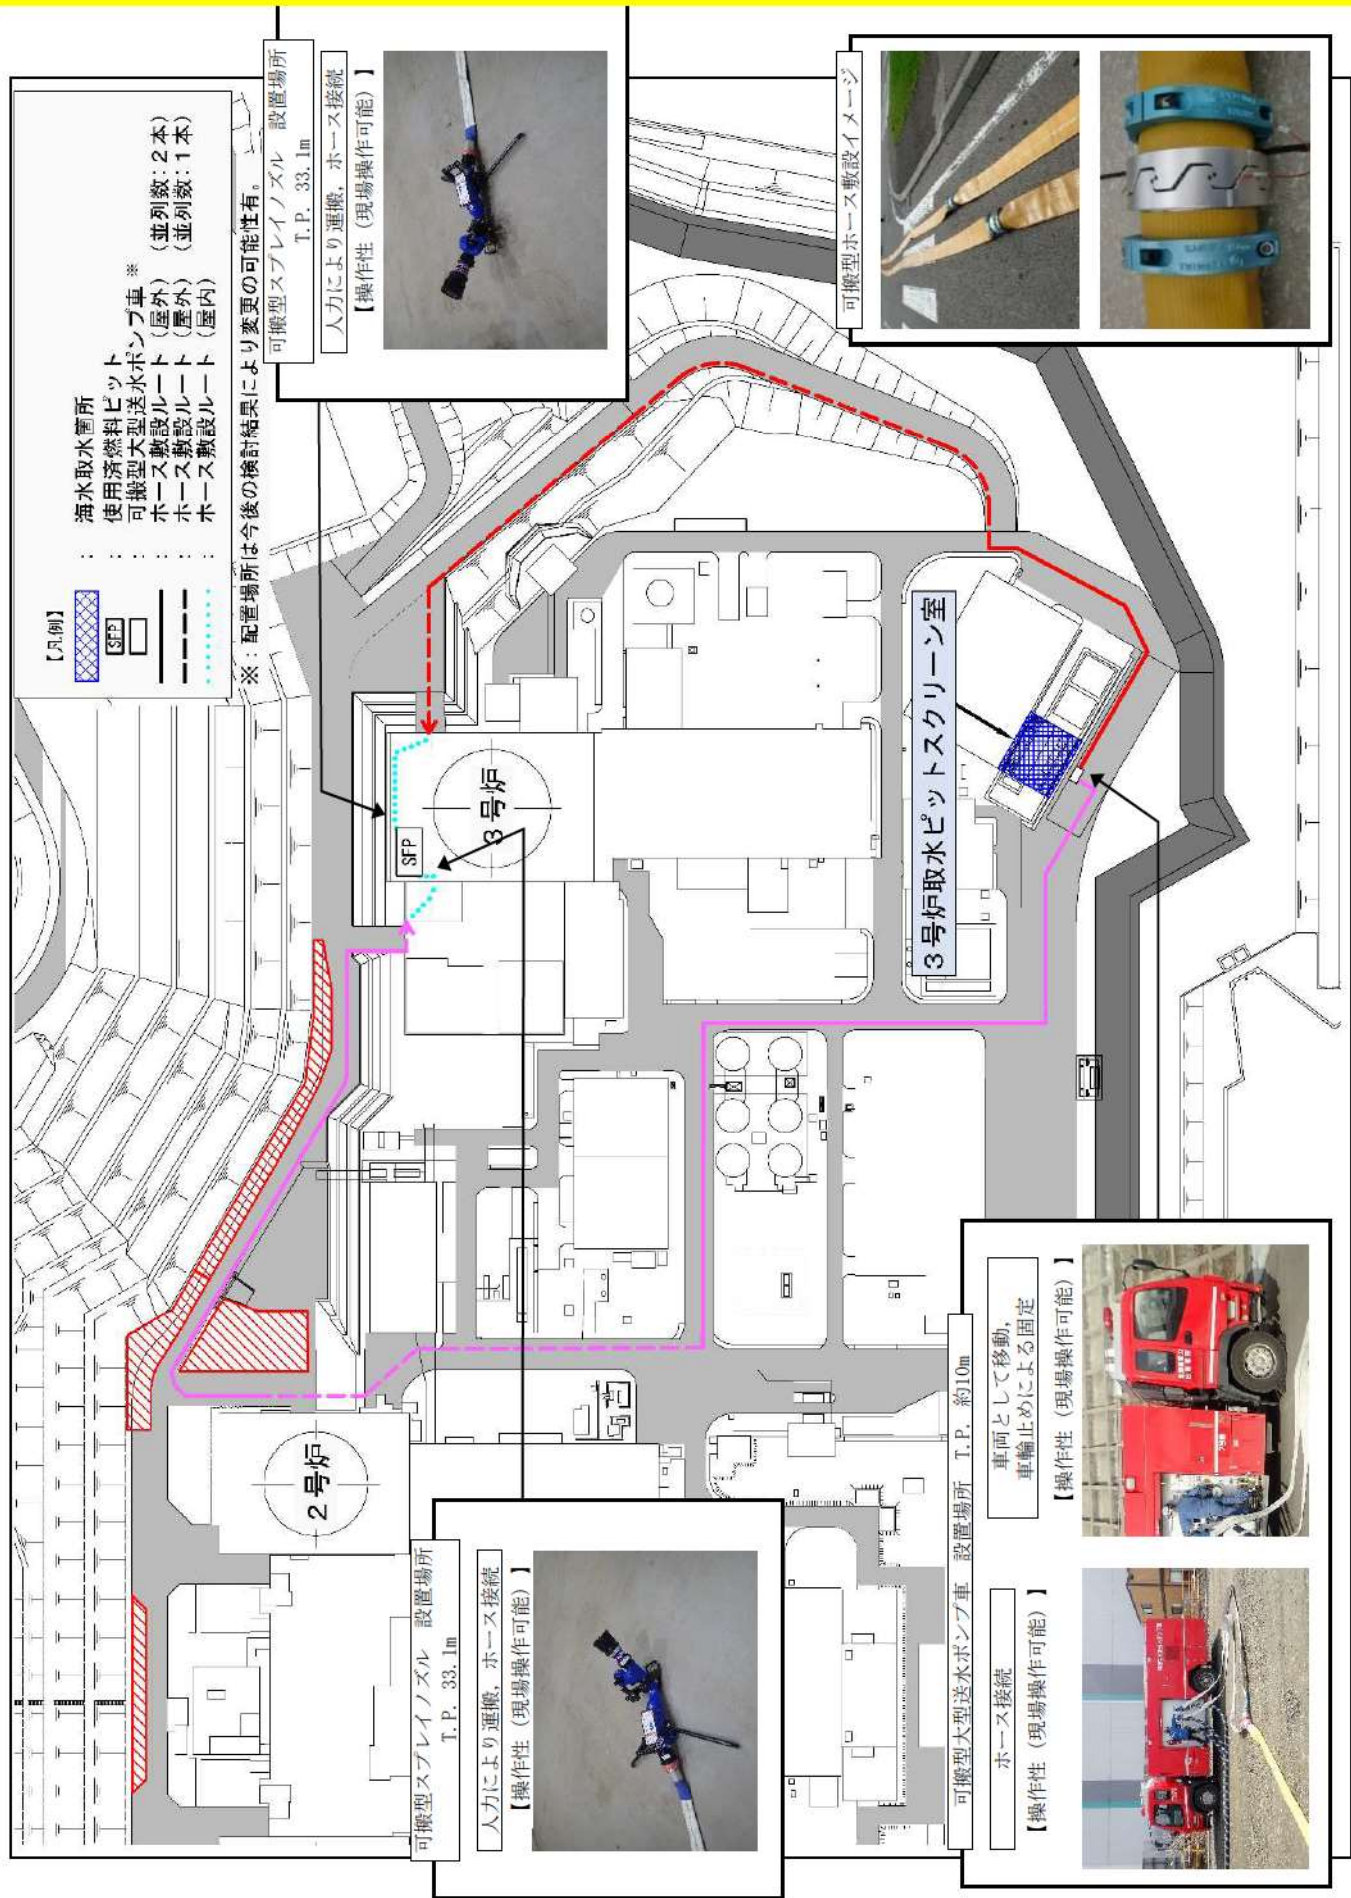 【凡例】
： 海水取水箇所
SFP ： 使用済燃料ピット
： 可搬型大型送水ポンプ車 ※
： ホース敷設ルート（屋外）（並列数：２本）
： ホース敷設ルート（屋外）（並列数：１本）
： ホース敷設ルート（屋内）
※：配置場所は今後の検討結果により変更の可能性有。
可搬型スプレイノズル 設置場所
T.P. 33.1m
人力により運搬，ホース接続
【操作性（現場操作可能）】
可搬型ホース敷設イメージ
SFP
３号炉
３号炉取水ピットスクリーン室
２号炉
可搬型スプレイノズル 設置場所
T.P. 33.1m
人力により運搬，ホース接続
【操作性（現場操作可能）】
可搬型大型送水ポンプ車 設置場所 T.P. 約10m
ホース接続
【操作性（現場操作可能）】
車両として移動，
車輪止めによる固定
【操作性（現場操作可能）】